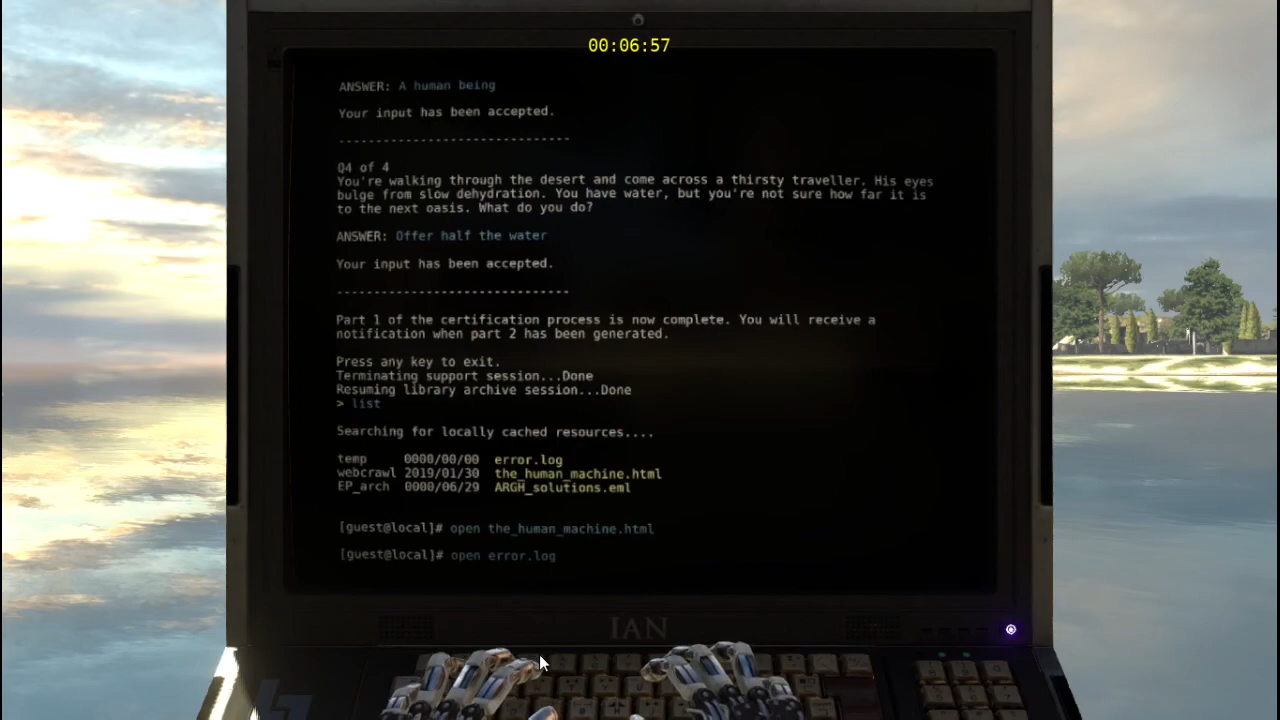 00:06:57
ANSWER: A human being
Your input has been accepted.
-------------------------------
Q4 of 4
You're walking through the desert and come across a thirsty traveller. His eyes
bulge from slow dehydration. You have water, but you're not sure how far it is
to the next oasis. What do you do?
ANSWER: Offer half the water
Your input has been accepted.
-------------------------------
Part 1 of the certification process is now complete. You will receive a
notification when part 2 has been generated.
Press any key to exit.
Terminating support session...Done
Resuming library archive session...Done
> list
Searching for locally cached resources....
temp 0000/00/00 error.log
webcrawl 2019/01/30 the_human_machine.html
EP_arch 0000/06/29 ARGH_solutions.eml
[guest@local]# open the_human_machine.html
[guest@local]# open error.log
IAN